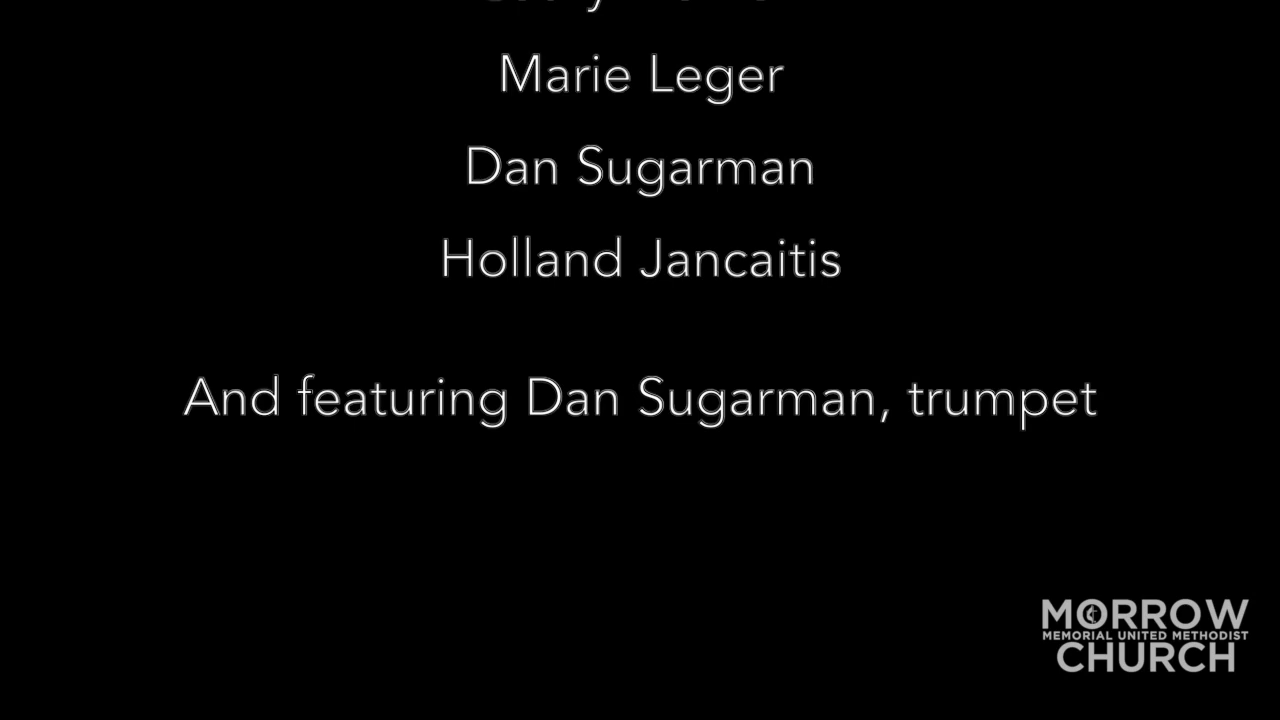 Marie Leger
Dan Sugarman
Holland Jancaitis
And featuring Dan Sugarman, trumpet
MORROW
MEMORIAL UNITED METHODIST
CHURCH